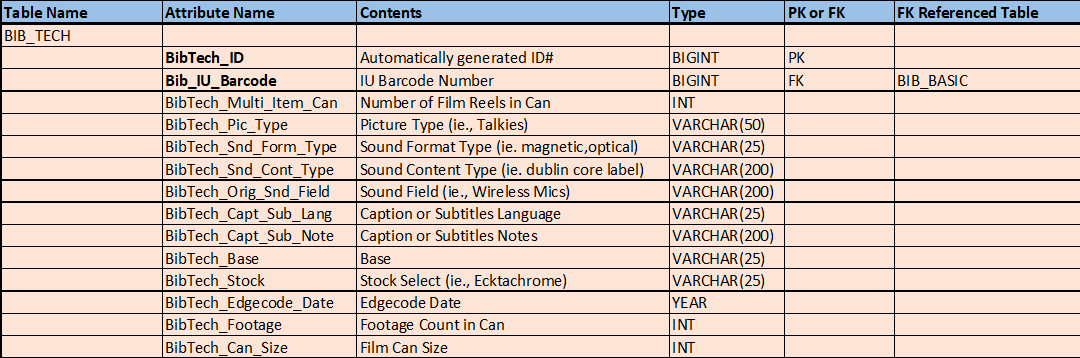 Table Name Attribute Name Contents Type PK or FK FK Referenced Table
BIB_TECH
BibTech_ID Automatically generated ID# BIGINT PK
Bib_IU_Barcode IU Barcode Number BIGINT FK BIB_BASIC
BibTech_Multi_Item_Can Number of Film Reels in Can INT
BibTech_Pic_Type Picture Type (ie., Talkies) VARCHAR(50)
BibTech_Snd_Form_Type Sound Format Type (ie. magnetic,optical) VARCHAR(25)
BibTech_Snd_Cont_Type Sound Content Type (ie. dublin core label) VARCHAR(200)
BibTech_Orig_Snd_Field Sound Field (ie., Wireless Mics) VARCHAR(200)
BibTech_Capt_Sub_Lang Caption or Subtitles Language VARCHAR(25)
BibTech_Capt_Sub_Note Caption or Subtitles Notes VARCHAR(200)
BibTech_Base Base VARCHAR(25)
BibTech_Stock Stock Select (ie., Ecktachrome) VARCHAR(25)
BibTech_Edgecode_Date Edgecode Date YEAR
BibTech_Footage Footage Count in Can INT
BibTech_Can_Size Film Can Size INT